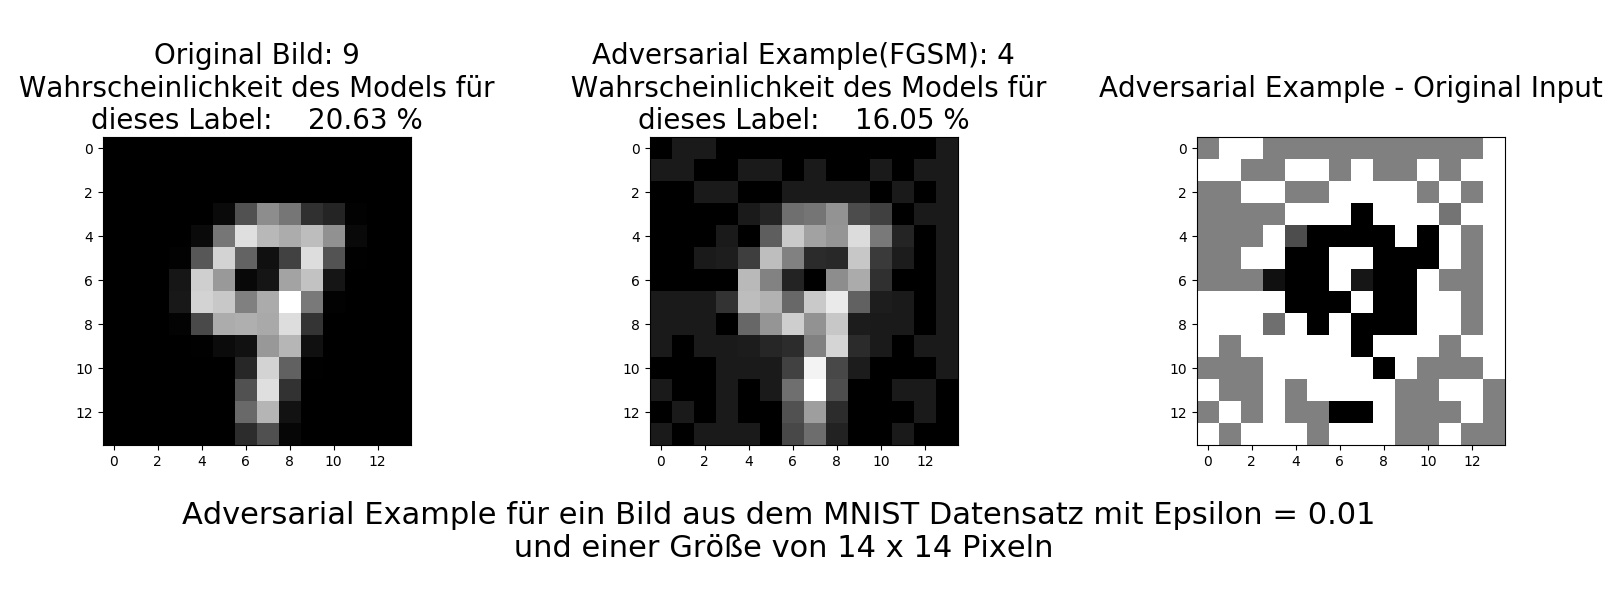 Original Bild: 9
Wahrscheinlichkeit des Models für
dieses Label:    20.63 %
0
2
4
6
8
10
12
0 2 4 6 8 10 12
Adversarial Example(FGSM): 4
Wahrscheinlichkeit des Models für
dieses Label:    16.05 %
0
2
4
6
8
10
12
0 2 4 6 8 10 12
Adversarial Example - Original Input
0
2
4
6
8
10
12
0 2 4 6 8 10 12
Adversarial Example für ein Bild aus dem MNIST Datensatz mit Epsilon = 0.01
und einer Größe von 14 x 14 Pixeln